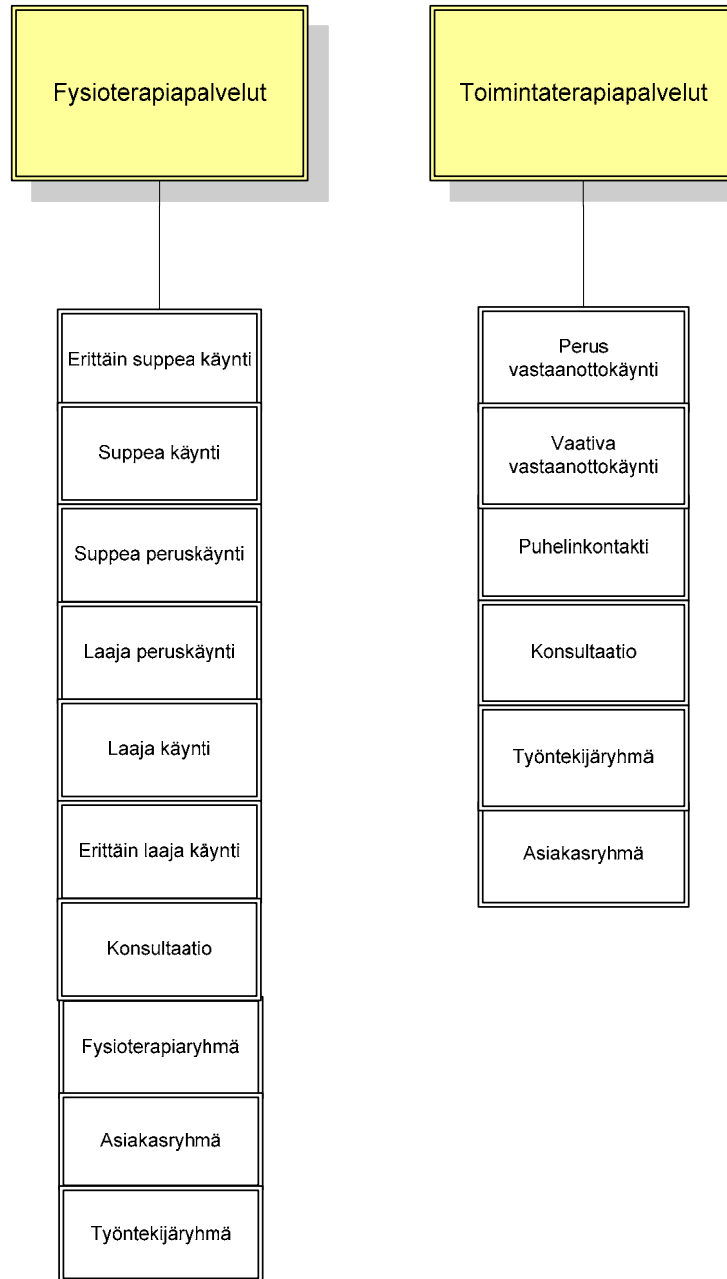 Fysioterapiapalvelut
Erittäin suppea käynti
Suppea käynti
Suppea peruskäynti
Laaja peruskäynti
Laaja käynti
Erittäin laaja käynti
Konsultaatio
Fysioterapiaryhmä
Asiakasryhmä
Työntekijäryhmä
Toimintaterapiapalvelut
Perus
vastaanottokäynti
Vaativa
vastaanottokäynti
Puhelinkontakti
Konsultaatio
Työntekijäryhmä
Asiakasryhmä